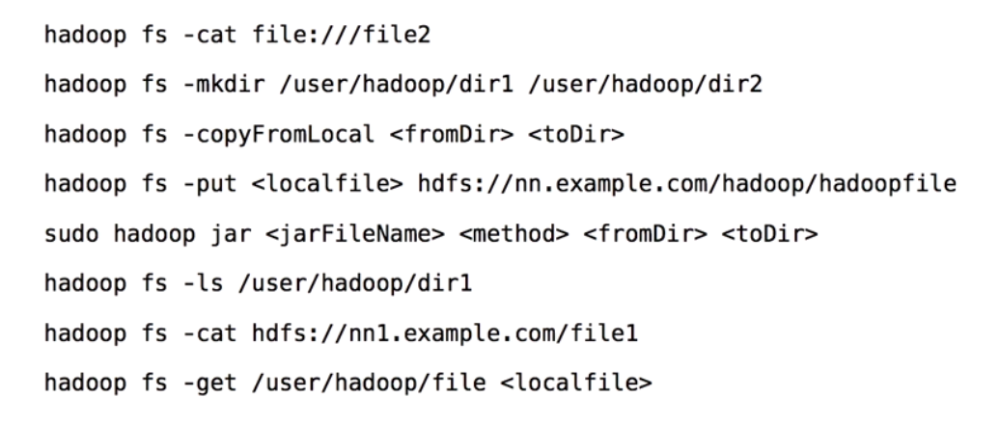 hadoop fs -cat file:///file2
hadoop fs -mkdir /user/hadoop/dir1 /user/hadoop/dir2
hadoop fs -copyFromLocal <fromDir> <toDir>
hadoop fs -put <localfile> hdfs://nn.example.com/hadoop/hadoopfile
sudo hadoop jar <jarFileName> <method> <fromDir> <toDir>
hadoop fs -ls /user/hadoop/dir1
hadoop fs -cat hdfs://nn1.example.com/file1
hadoop fs -get /user/hadoop/file <localfile>